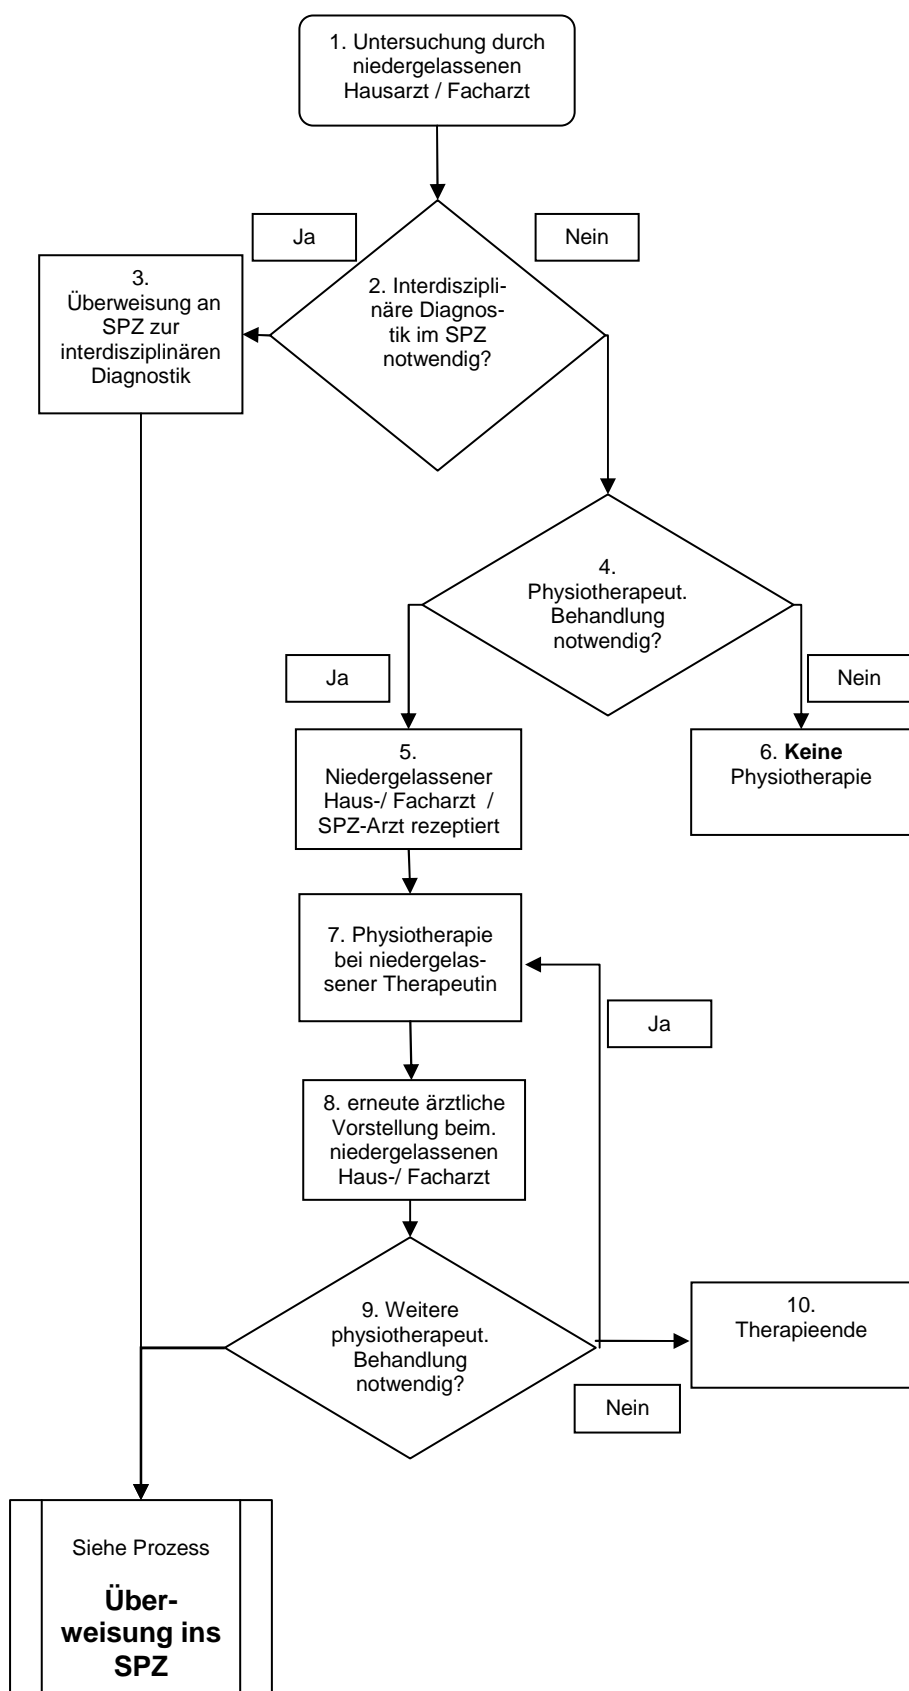 1. Untersuchung durch
niedergelassenen
Hausarzt / Facharzt
Ja
Nein
2. Interdiszipli-
näre Diagnos-
tik im SPZ
notwendig?
3.
Überweisung an
SPZ zur
interdisziplinären
Diagnostik
4.
Physiotherapeut.
Behandlung
notwendig?
Ja
Nein
5.
Niedergelassener
Haus-/ Facharzt /
SPZ-Arzt rezeptiert
6. Keine
Physiotherapie
7. Physiotherapie
bei niedergelas-
sener Therapeutin
Ja
8. erneute ärztliche
Vorstellung beim.
niedergelassenen
Haus-/ Facharzt
9. Weitere
physiotherapeut.
Behandlung
notwendig?
10.
Therapieende
Nein
Siehe Prozess
Über-
weisung ins
SPZ